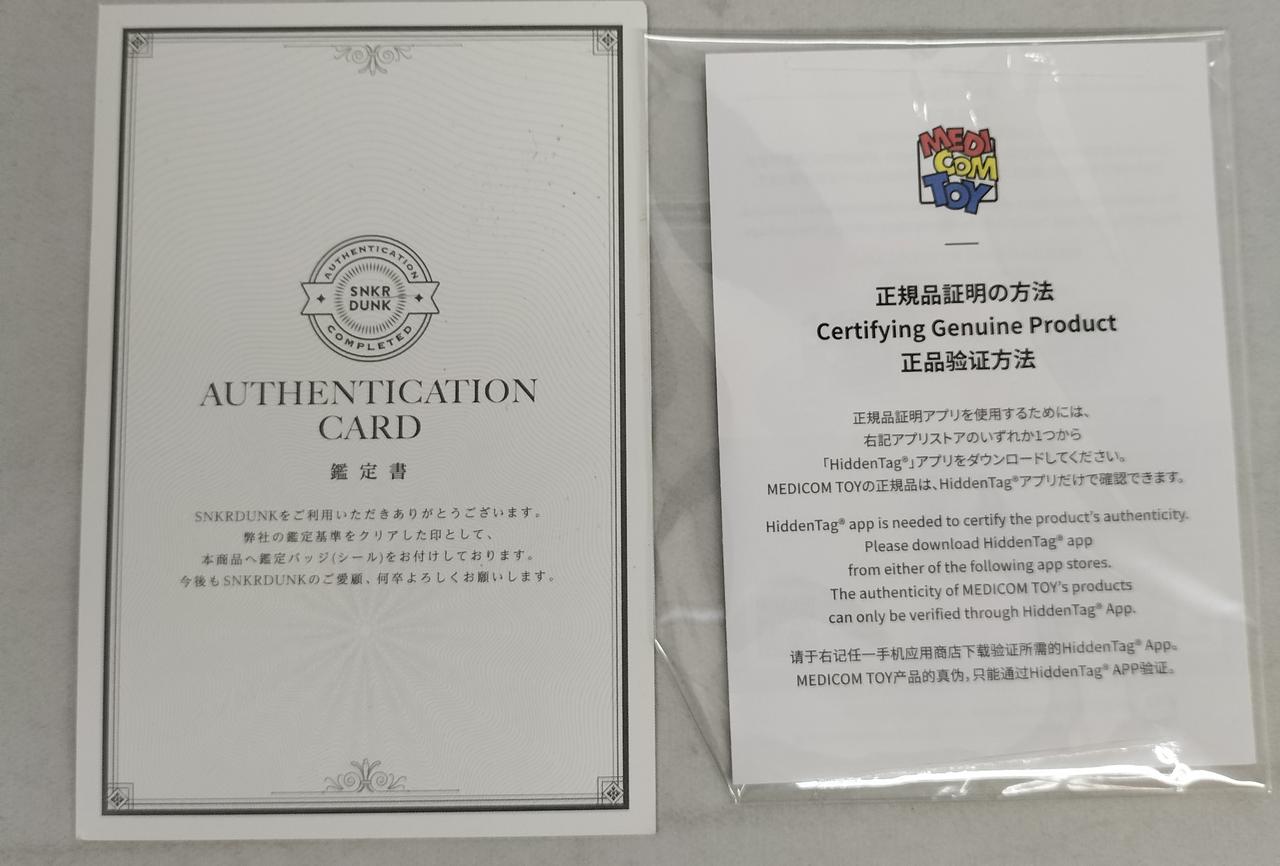 AUTHENTICATION
SNKR
DUNK
COMPLETED
AUTHENTICATION
CARD
鑑定書
SNKRDUNKをご利用いただきありがとうございます。
弊社の鑑定基準をクリアした印として、
本商品へ鑑定バッジ(シール)をお付けしております。
今後もSNKRDUNKのご愛顧、何卒よろしくお願いします。
MEDI
COM
TOY
正規品証明の方法
Certifying Genuine Product
正品验证方法
正規品証明アプリを使用するためには、
右記アプリストアのいずれか1つから
「HiddenTag®」アプリをダウンロードしてください。
MEDICOM TOYの正規品は、HiddenTag®アプリだけで確認できます。
HiddenTag® app is needed to certify the product's authenticity.
Please download HiddenTag® app
from either of the following app stores.
The authenticity of MEDICOM TOY's products
can only be verified through HiddenTag® App.
请于右记任一手机应用商店下载验证所需的HiddenTag® App。
MEDICOM TOY产品的真伪，只能通过HiddenTag® APP验证。